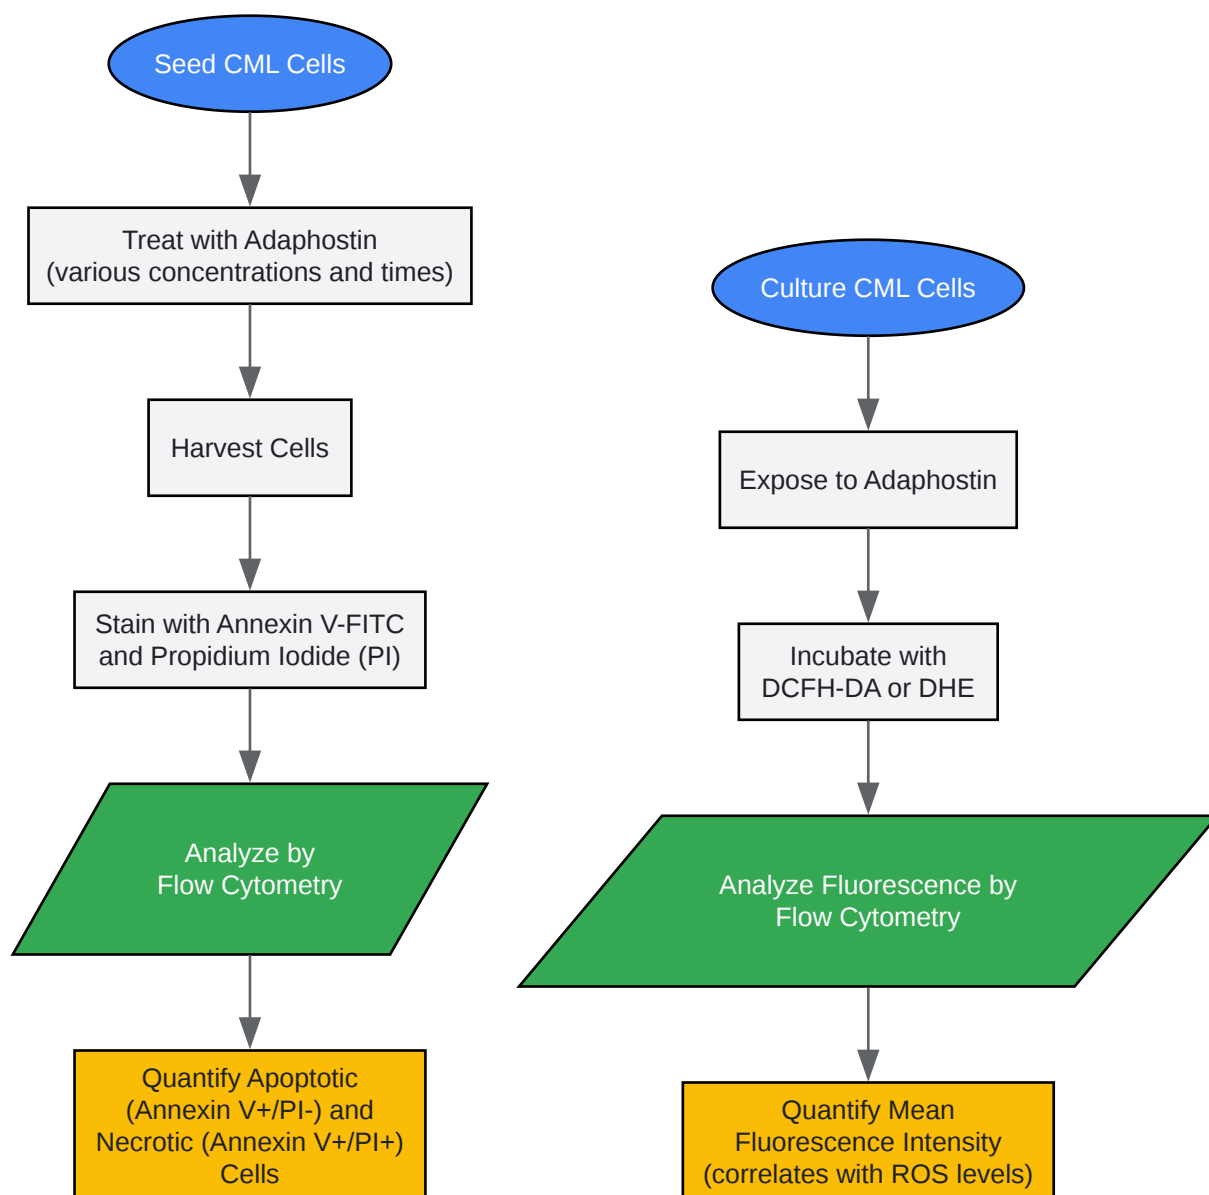 Seed CML Cells
Treat with Adaphostin
(various concentrations and times)
Harvest Cells
Stain with Annexin V-FITC
and Propidium Iodide (PI)
Analyze by
Flow Cytometry
Quantify Apoptotic
(Annexin V+/PI-) and
Necrotic (Annexin V+/PI+)
Cells
Culture CML Cells
Expose to Adaphostin
Incubate with
DCFH-DA or DHE
Analyze Fluorescence by
Flow Cytometry
Quantify Mean
Fluorescence Intensity
(correlates with ROS levels)